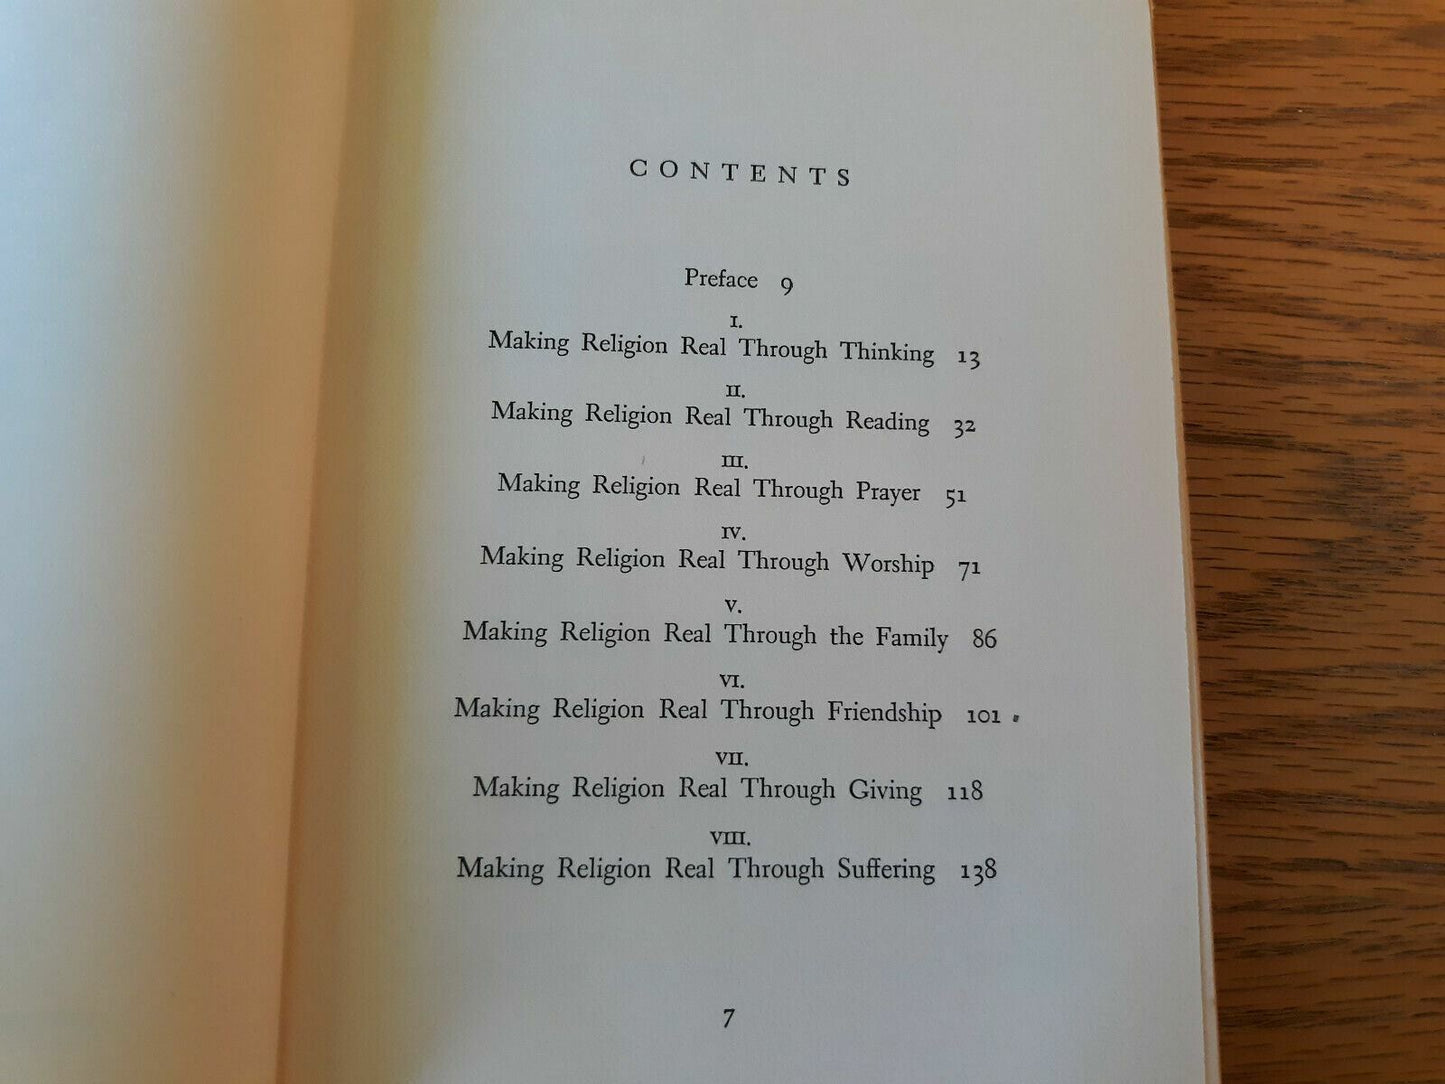 CONTENTS
Preface 9
I.
Making Religion Real Through Thinking 13
II.
Making Religion Real Through Reading 32
III.
Making Religion Real Through Prayer 51
IV.
Making Religion Real Through Worship 71
V.
Making Religion Real Through the Family 86
VI.
Making Religion Real Through Friendship 101
VII.
Making Religion Real Through Giving 118
VIII.
Making Religion Real Through Suffering 138
7